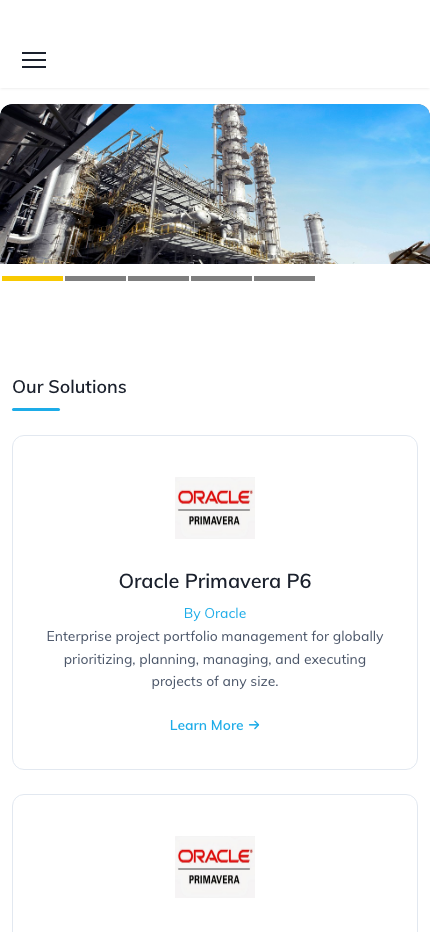 Our Solutions
ORACLE
PRIMAVERA
Oracle Primavera P6
By Oracle
Enterprise project portfolio management for globally
prioritizing, planning, managing, and executing
projects of any size.
Learn More →
ORACLE
PRIMAVERA